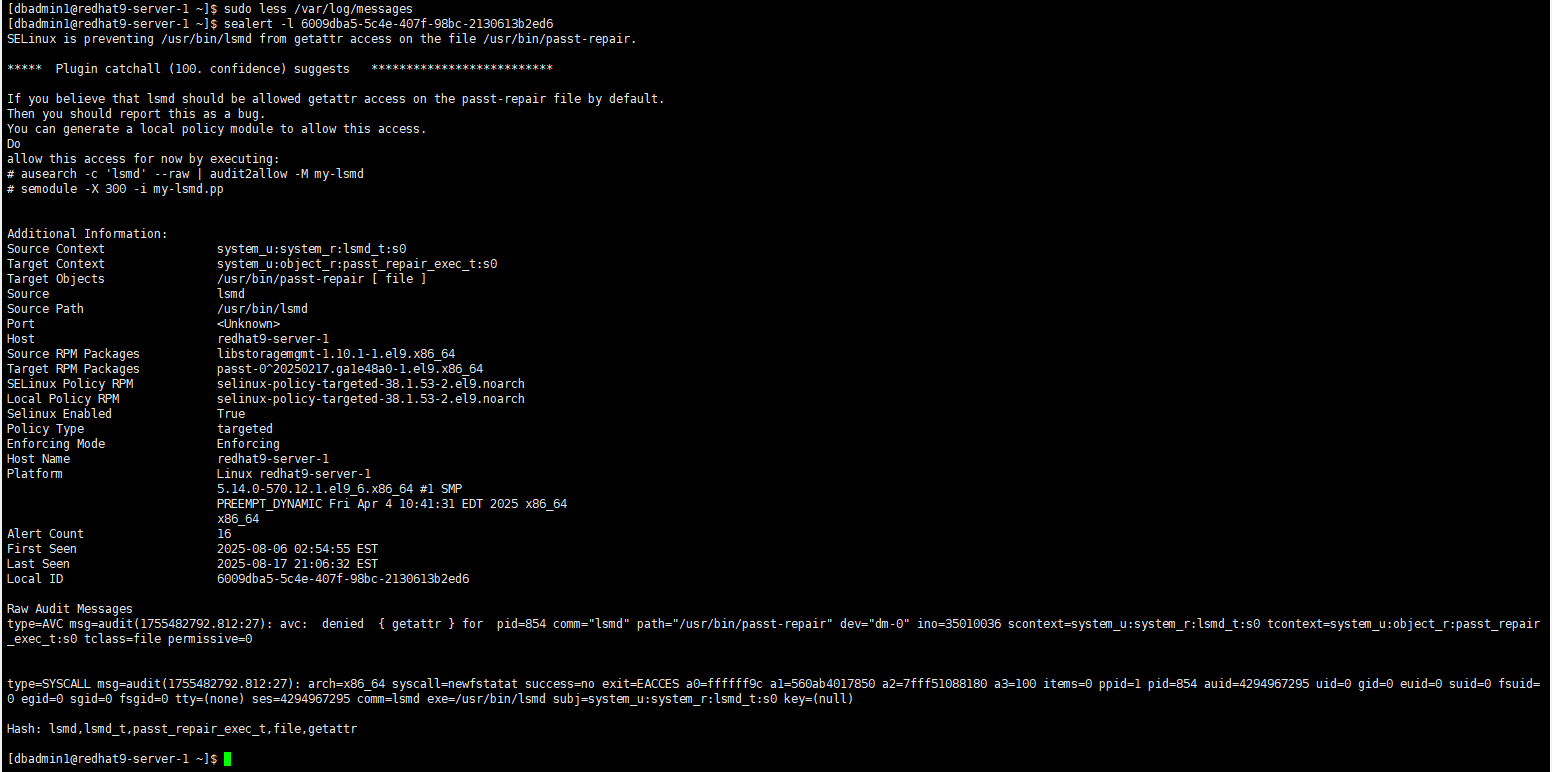 [dbadmin1@redhat9-server-1 ~]$ sudo less /var/log/messages
[dbadmin1@redhat9-server-1 ~]$ sealert -l 6009dba5-5c4e-407f-98bc-2130613b2ed6
SELinux is preventing /usr/bin/lsmd from getattr access on the file /usr/bin/passt-repair.

*****  Plugin catchall (100. confidence) suggests   **************************

If you believe that lsmd should be allowed getattr access on the passt-repair file by default.
Then you should report this as a bug.
You can generate a local policy module to allow this access.
Do
allow this access for now by executing:
# ausearch -c 'lsmd' --raw | audit2allow -M my-lsmd
# semodule -X 300 -i my-lsmd.pp


Additional Information:
Source Context                system_u:system_r:lsmd_t:s0
Target Context                system_u:object_r:passt_repair_exec_t:s0
Target Objects                /usr/bin/passt-repair [ file ]
Source                        lsmd
Source Path                   /usr/bin/lsmd
Port                          <Unknown>
Host                          redhat9-server-1
Source RPM Packages           libstoragemgmt-1.10.1-1.el9.x86_64
Target RPM Packages           passt-0^20250217.ga1e48a0-1.el9.x86_64
SELinux Policy RPM            selinux-policy-targeted-38.1.53-2.el9.noarch
Local Policy RPM              selinux-policy-targeted-38.1.53-2.el9.noarch
Selinux Enabled               True
Policy Type                   targeted
Enforcing Mode                Enforcing
Host Name                     redhat9-server-1
Platform                      Linux redhat9-server-1
                              5.14.0-570.12.1.el9_6.x86_64 #1 SMP
                              PREEMPT_DYNAMIC Fri Apr 4 10:41:31 EDT 2025 x86_64
                              x86_64
Alert Count                   16
First Seen                    2025-08-06 02:54:55 EST
Last Seen                     2025-08-17 21:06:32 EST
Local ID                      6009dba5-5c4e-407f-98bc-2130613b2ed6

Raw Audit Messages
type=AVC msg=audit(1755482792.812:27): avc:  denied  { getattr } for  pid=854 comm="lsmd" path="/usr/bin/passt-repair" dev="dm-0" ino=35010036 scontext=system_u:system_r:lsmd_t:s0 tcontext=system_u:object_r:passt_repair
_exec_t:s0 tclass=file permissive=0


type=SYSCALL msg=audit(1755482792.812:27): arch=x86_64 syscall=newfstatat success=no exit=EACCES a0=ffffff9c a1=560ab4017850 a2=7fff51088180 a3=100 items=0 ppid=1 pid=854 auid=4294967295 uid=0 gid=0 euid=0 suid=0 fsuid=
0 egid=0 sgid=0 fsgid=0 tty=(none) ses=4294967295 comm=lsmd exe=/usr/bin/lsmd subj=system_u:system_r:lsmd_t:s0 key=(null)

Hash: lsmd,lsmd_t,passt_repair_exec_t,file,getattr

[dbadmin1@redhat9-server-1 ~]$